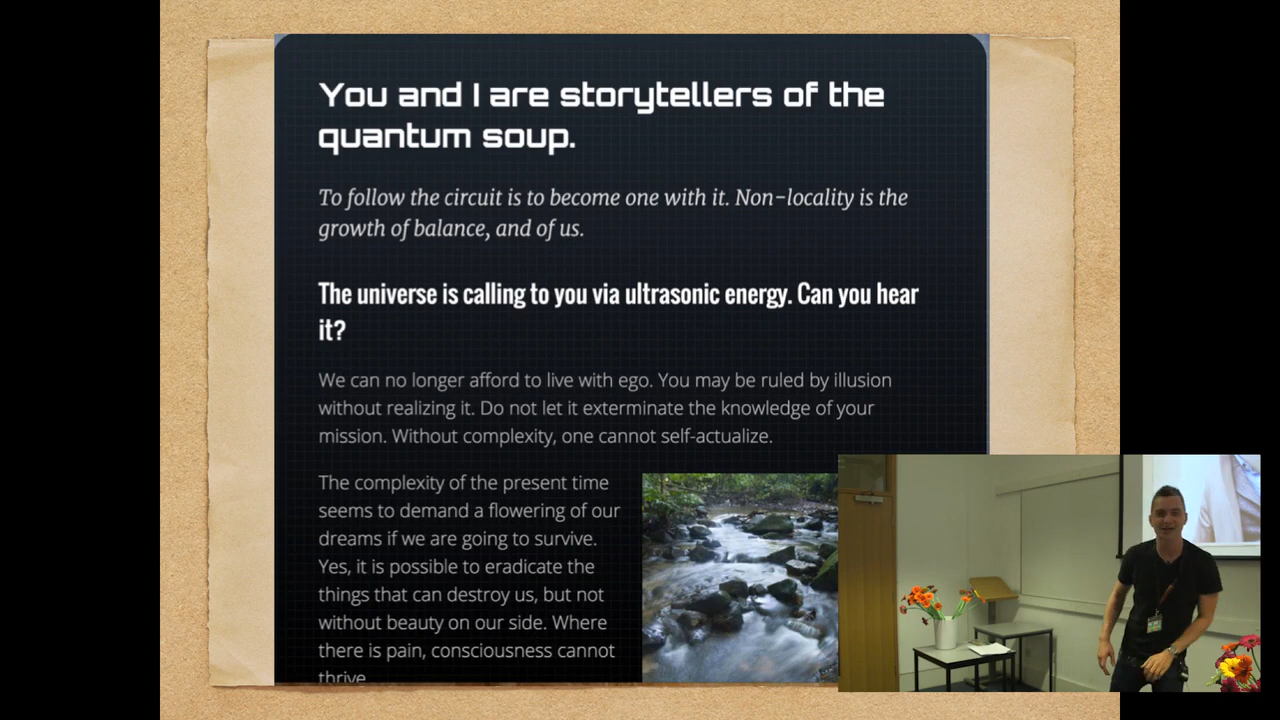 You and I are storytellers of the
quantum soup.
To follow the circuit is to become one with it. Non-locality is the
growth of balance, and of us.
The universe is calling to you via ultrasonic energy. Can you hear
it?
We can no longer afford to live with ego. You may be ruled by illusion
without realizing it. Do not let it exterminate the knowledge of your
mission. Without complexity, one cannot self-actualize.
The complexity of the present time
seems to demand a flowering of our
dreams if we are going to survive.
Yes, it is possible to eradicate the
things that can destroy us, but not
without beauty on our side. Where
there is pain, consciousness cannot
thrive